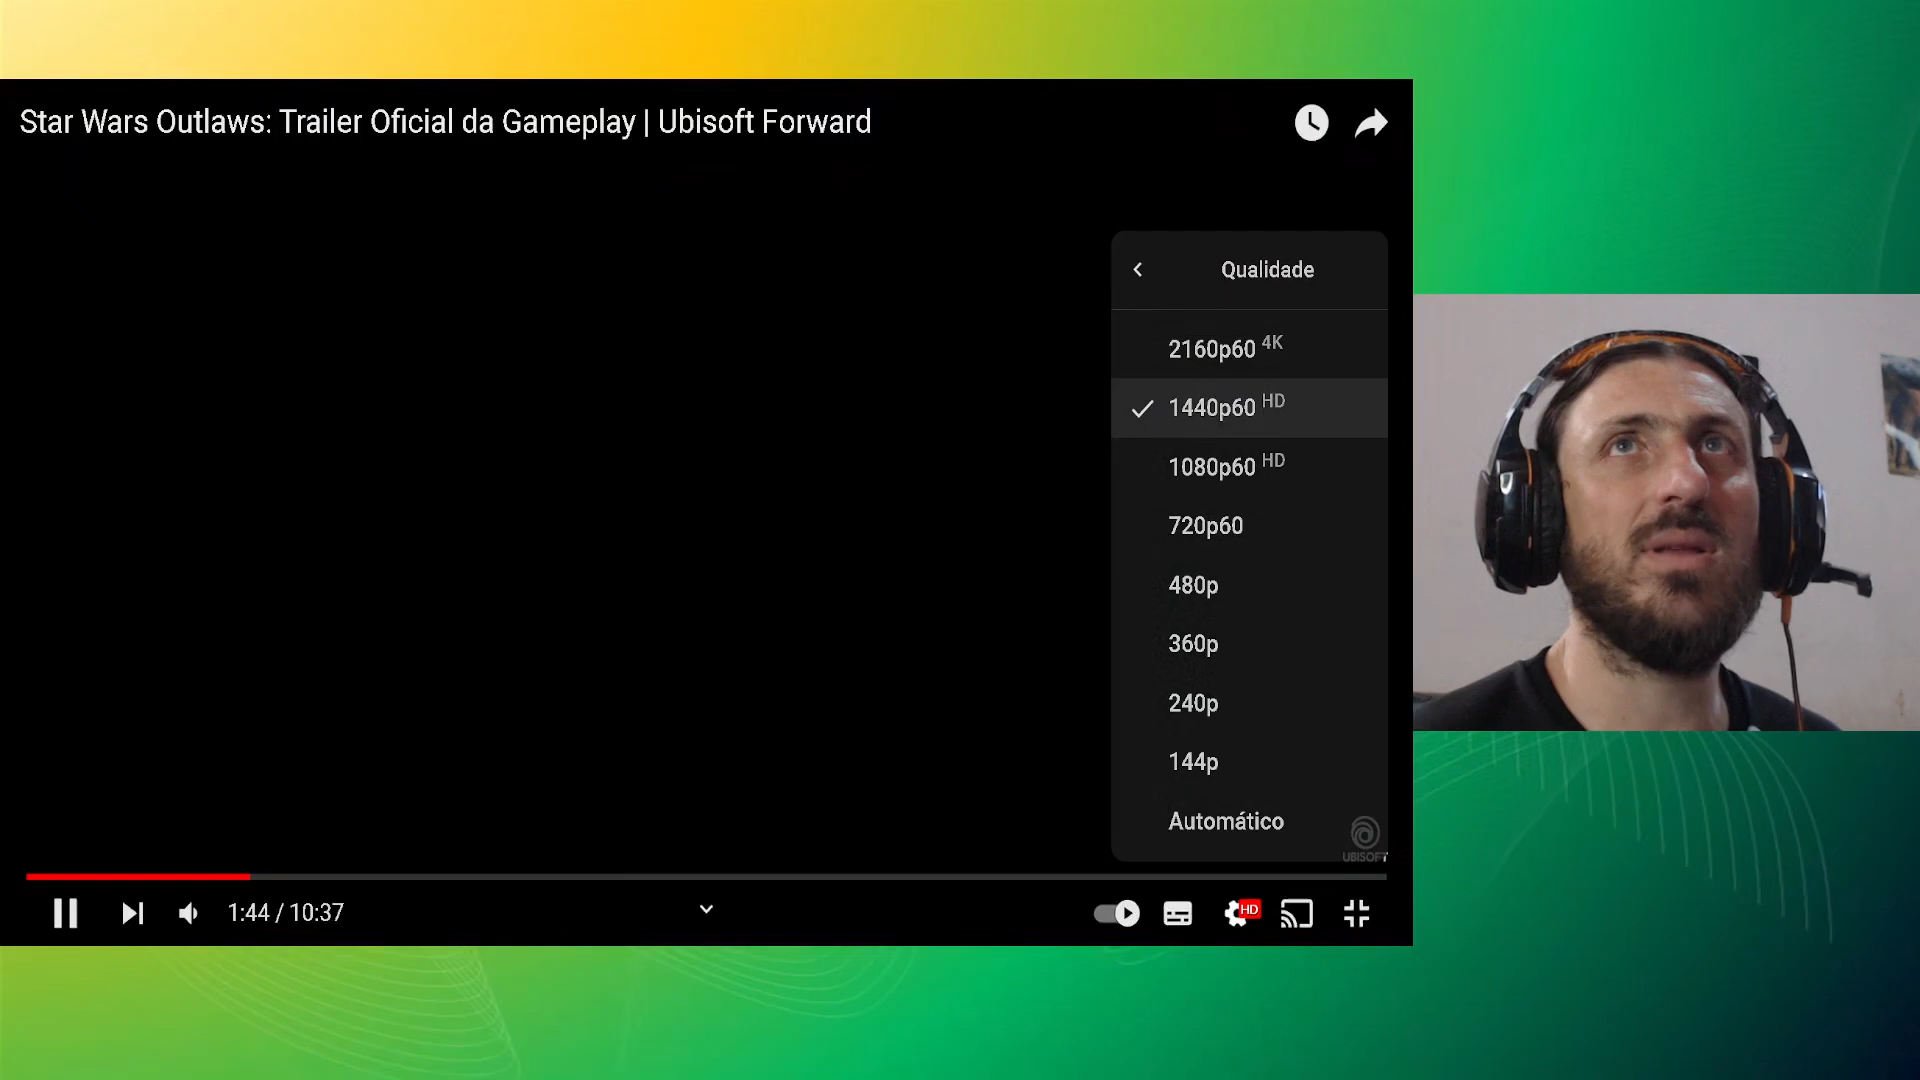 Star Wars Outlaws: Trailer Oficial da Gameplay | Ubisoft Forward
Qualidade
2160p60 4K
1440p60 HD
1080p60 HD
720p60
480p
360p
240p
144p
Automático
UBISOFT
1:44 / 10:37
HD